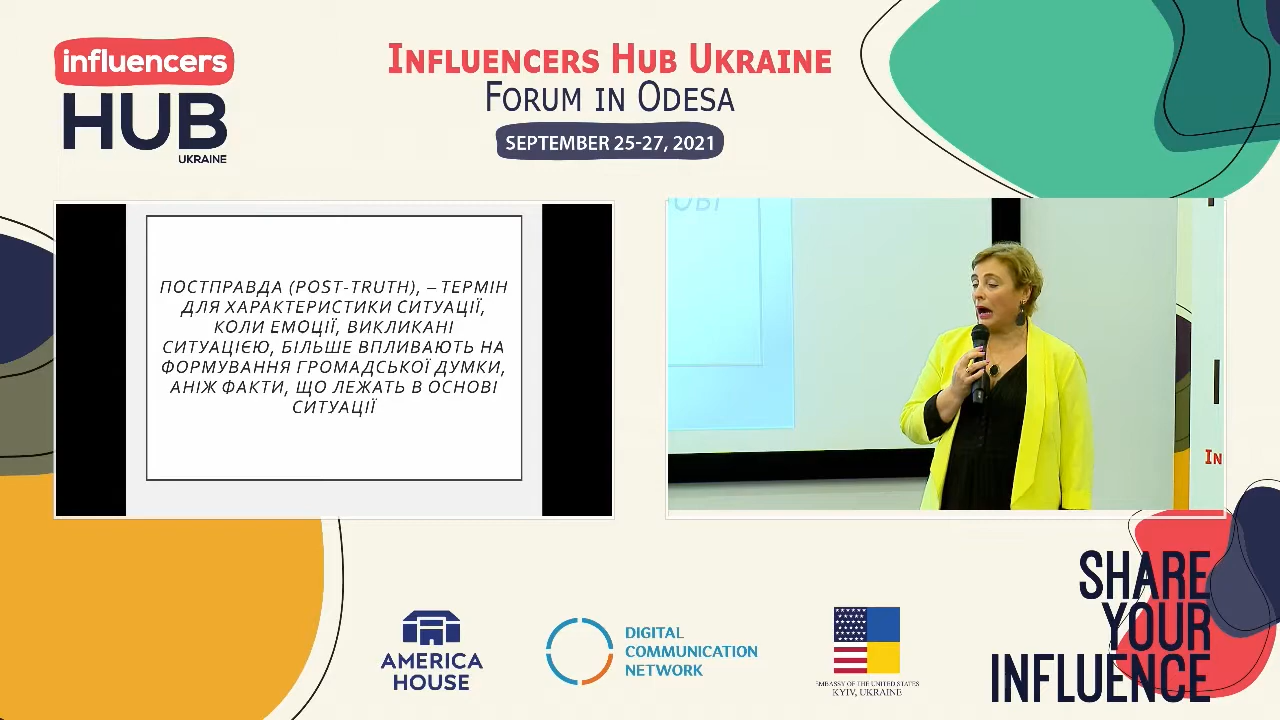 influencers
HUB
UKRAINE
INFLUENCERS HUB UKRAINE
FORUM IN ODESA
SEPTEMBER 25-27, 2021
ПОСТПРАВДА (POST-TRUTH), – ТЕРМІН
ДЛЯ ХАРАКТЕРИСТИКИ СИТУАЦІЇ,
КОЛИ ЕМОЦІЇ, ВИКЛИКАНІ
СИТУАЦІЄЮ, БІЛЬШЕ ВПЛИВАЮТЬ НА
ФОРМУВАННЯ ГРОМАДСЬКОЇ ДУМКИ,
АНІЖ ФАКТИ, ЩО ЛЕЖАТЬ В ОСНОВІ
СИТУАЦІЇ
IN
AMERICA
HOUSE
DIGITAL
COMMUNICATION
NETWORK
EMBASSY OF THE UNITED STATES
KYIV, UKRAINE
SHARE
YOUR
INFLUENCE